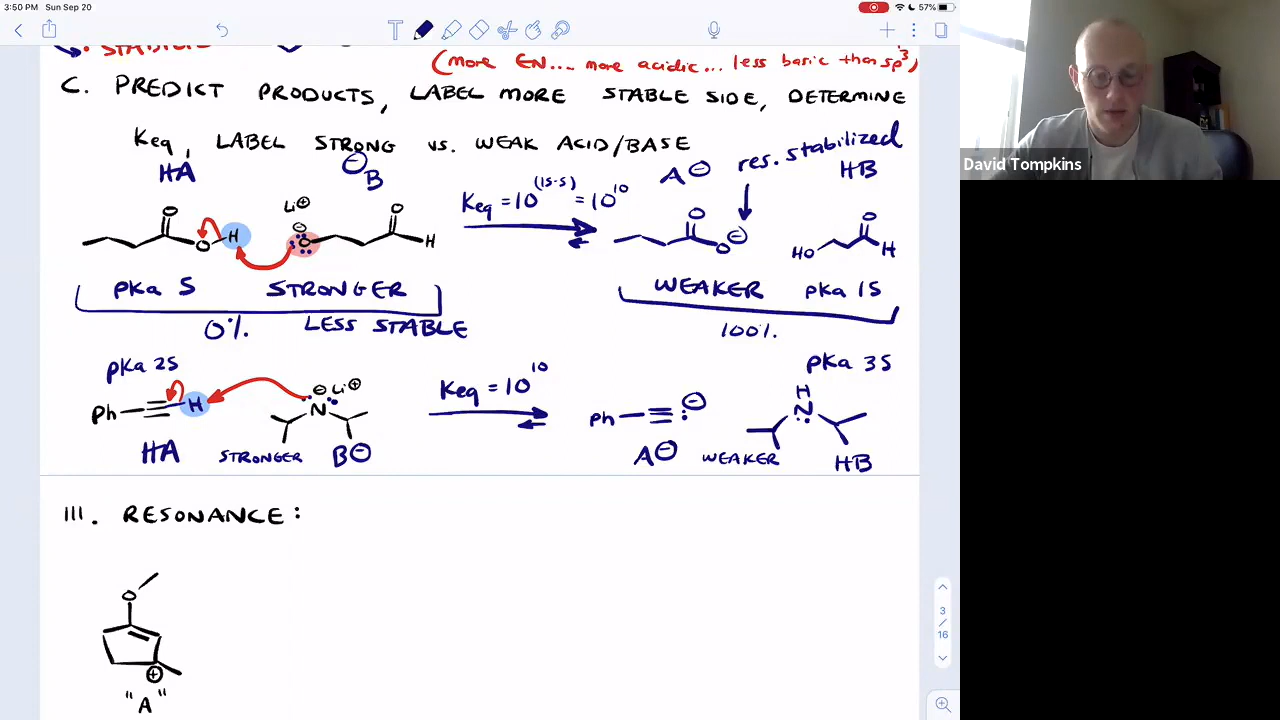 3:50 PM Sun Sep 20
57%
T
STABILIZ
(more EN.... more acidic... less basic than sp3)
C. PREDICT PRODUCTS, LABEL MORE STABLE SIDE, DETERMINE
Keq, LABEL STRONG vs. WEAK ACID/BASE
HA
⊖
B
Keq = 10^(15-5) = 10^10
A⊖
res. stabilized
HB
O
O
H
Li⊕
⊖
O
O
H
O
O
⊖
HO
O
H
pKa 5
STRONGER
WEAKER
pKa 15
0%
LESS STABLE
100%
pKa 25
Keq = 10^10
pKa 35
Ph
H
⊖
Li⊕
N
Ph
⊖
H
N
HA
STRONGER
B⊖
A⊖
WEAKER
HB
III. RESONANCE:
O
⊕
"A"
3
/
16
David Tompkins